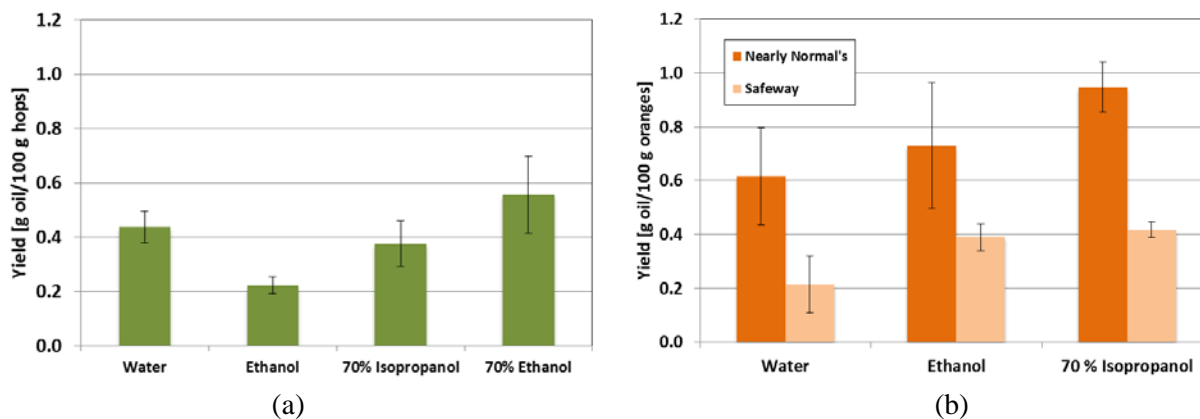 Yield [g oil/100 g hops]
1.2
1.0
0.8
0.6
0.4
0.2
0.0
Water Ethanol 70% Isopropanol 70% Ethanol
(a)
Yield [g oil/100 g oranges]
1.2
1.0
0.8
0.6
0.4
0.2
0.0
Nearly Normal's
Safeway
Water Ethanol 70 % Isopropanol
(b)